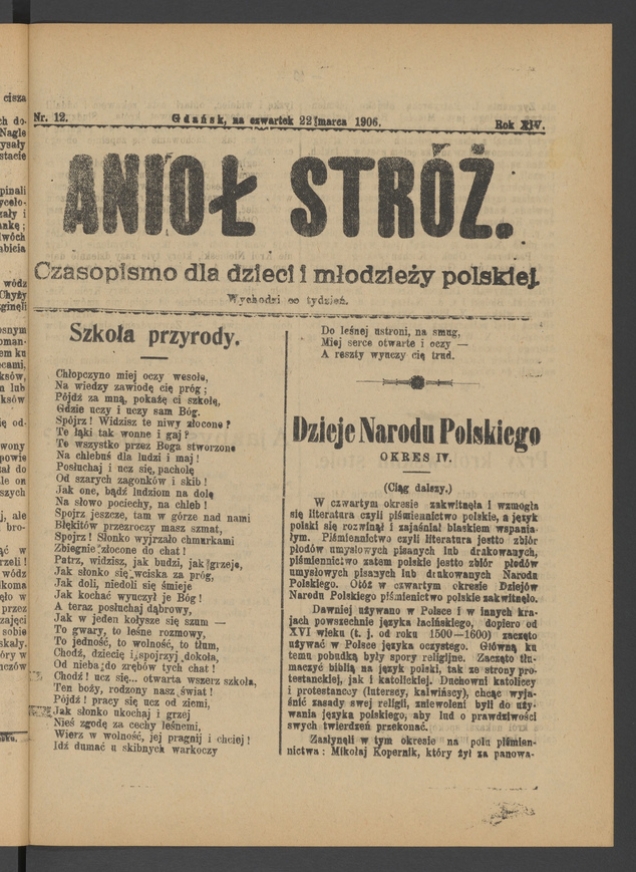 Nr. 12. Gdańsk, na czwartek 22 marca 1906. Rok XIV.
ANIOŁ STRÓŻ.
Czasopismo dla dzieci i młodzieży polskiej.
Wychodzi co tydzień.
Szkoła przyrody.
Chłopczyno miej oczy wesołe,
Na wiedzy zawiodę cię próg;
Pójdź za mną, pokażę ci szkołę,
Gdzie uczy i uczy sam Bóg.
Spójrz! Widzisz te niwy złocone?
Te łąki tak wonne i gaj?
To wszystko przez Boga stworzone
Na chlebuś dla ludzi i maj!
Posłuchaj i ucz się, pacholę
Od szarych zagonków i skib!
Jak one, bądź ludziom na dolę
Na słowo pociechy, na chleb!
Spojrz jeszcze, tam w górze nad nami
Błękitów przezroczy masz szmat,
Spojrz! Słonko wyjrzało chmurkami
Zbiegnie złocone do chat!
Patrz, widzisz, jak budzi, jak grzeje,
Jak słonko się wciska za próg,
Jak doli, niedoli się śmieje
Jak kochać wyuczył je Bóg!
A teraz posłuchaj dąbrowy,
Jak w jeden kołysze się szum —
To gwary, to leśne rozmowy,
To jedność, to wolność, to tłum,
Chodź, dziecię i spojrzyj dokoła,
Od nieba do zrębów tych chat!
Chodź! ucz się... otwarta wszerz szkoła,
Ten boży, rodzony nasz świat!
Pójdź! pracy się ucz od ziemi,
Jak słonko ukochaj i grzej
Nieś zgodę za cechy leśnemi,
Wierz w wolność, jej pragnij i chciej!
Idź dumać u skibnych warkoczy
Do leśnej ustroni, na smug,
Miej serce otwarte i oczy —
A reszty wyuczy cię trud.
Dzieje Narodu Polskiego
OKRES IV.
(Ciąg dalszy.)
W czwartym okresie zakwitnęła i wzmogła
się literatura czyli piśmiennictwo polskie, a język
polski się rozwinął i zajaśniał blaskiem wspania-
łym. Piśmiennictwo czyli literatura jestto zbiór
płodów umysłowych pisanych lub drukowanych,
piśmiennictwo zatem polskie jestto zbiór płodów
umysłowych pisanych lub drukowanych Narodu
Polskiego. Otóż w czwartym okresie Dziejów
Narodu Polskiego piśmienictwo polskie zakwitnęło.
Dawniej używano w Polsce i w innych kra-
jach powszechnie języka łacińskiego, dopiero od
XVI wieku (t. j. od roku 1500—1600) zaczęto
używać w Polsce języka oczystego. Główną ku
temu pobudką były spory religijne. Zaczęto tłu-
maczyć biblią na język polski, tak ze strony pro-
testanckiej, jak i katolickiej. Duchowni katoliccy
i protestanccy (lutersey, kalwińscy), chcąc wyja-
śnić zasady swej religii, zniewoleni byli do uży-
wania języka polskiego, aby lud o prawdziwości
swych twierdzeń przekonać.
Zasłynęli w tym okresie na polu piśmien-
nictwa: Mikołaj Kopernik, który żył za panowa-